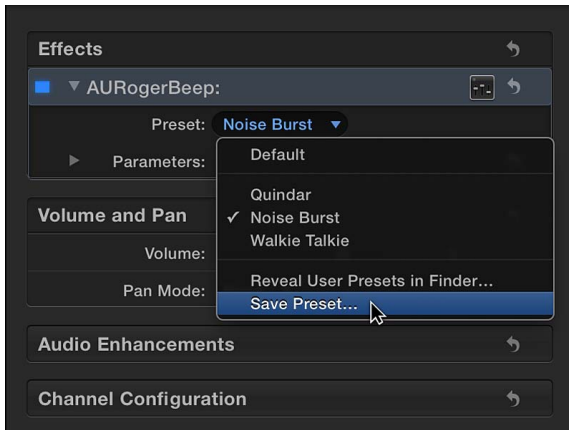 Effects
AURogerBeep:
Preset: Noise Burst
Default
Parameters:
Quindar
Volume and Pan
Noise Burst
Walkie Talkie
Volume:
Reveal User Presets in Finder...
Pan Mode:
Save Preset...
Audio Enhancements
Channel Configuration